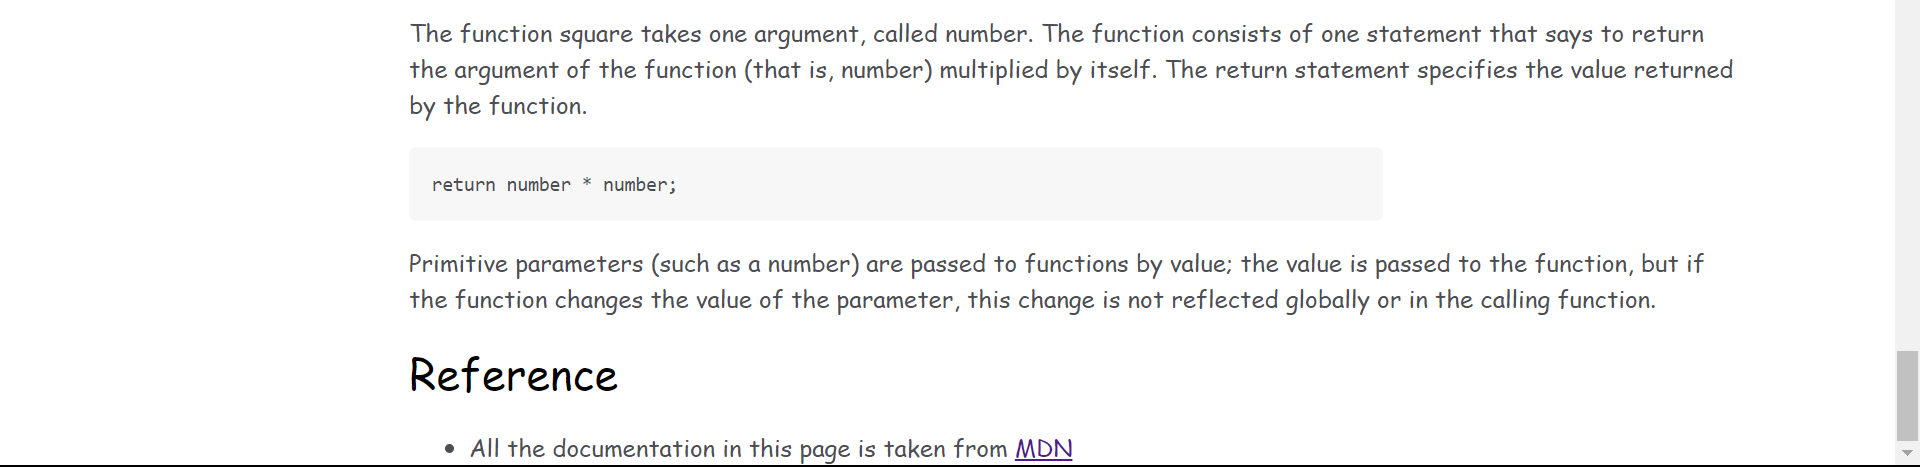 The function square takes one argument, called number. The function consists of one statement that says to return
the argument of the function (that is, number) multiplied by itself. The return statement specifies the value returned
by the function.
return number * number;
Primitive parameters (such as a number) are passed to functions by value; the value is passed to the function, but if
the function changes the value of the parameter, this change is not reflected globally or in the calling function.
Reference
• All the documentation in this page is taken from MDN